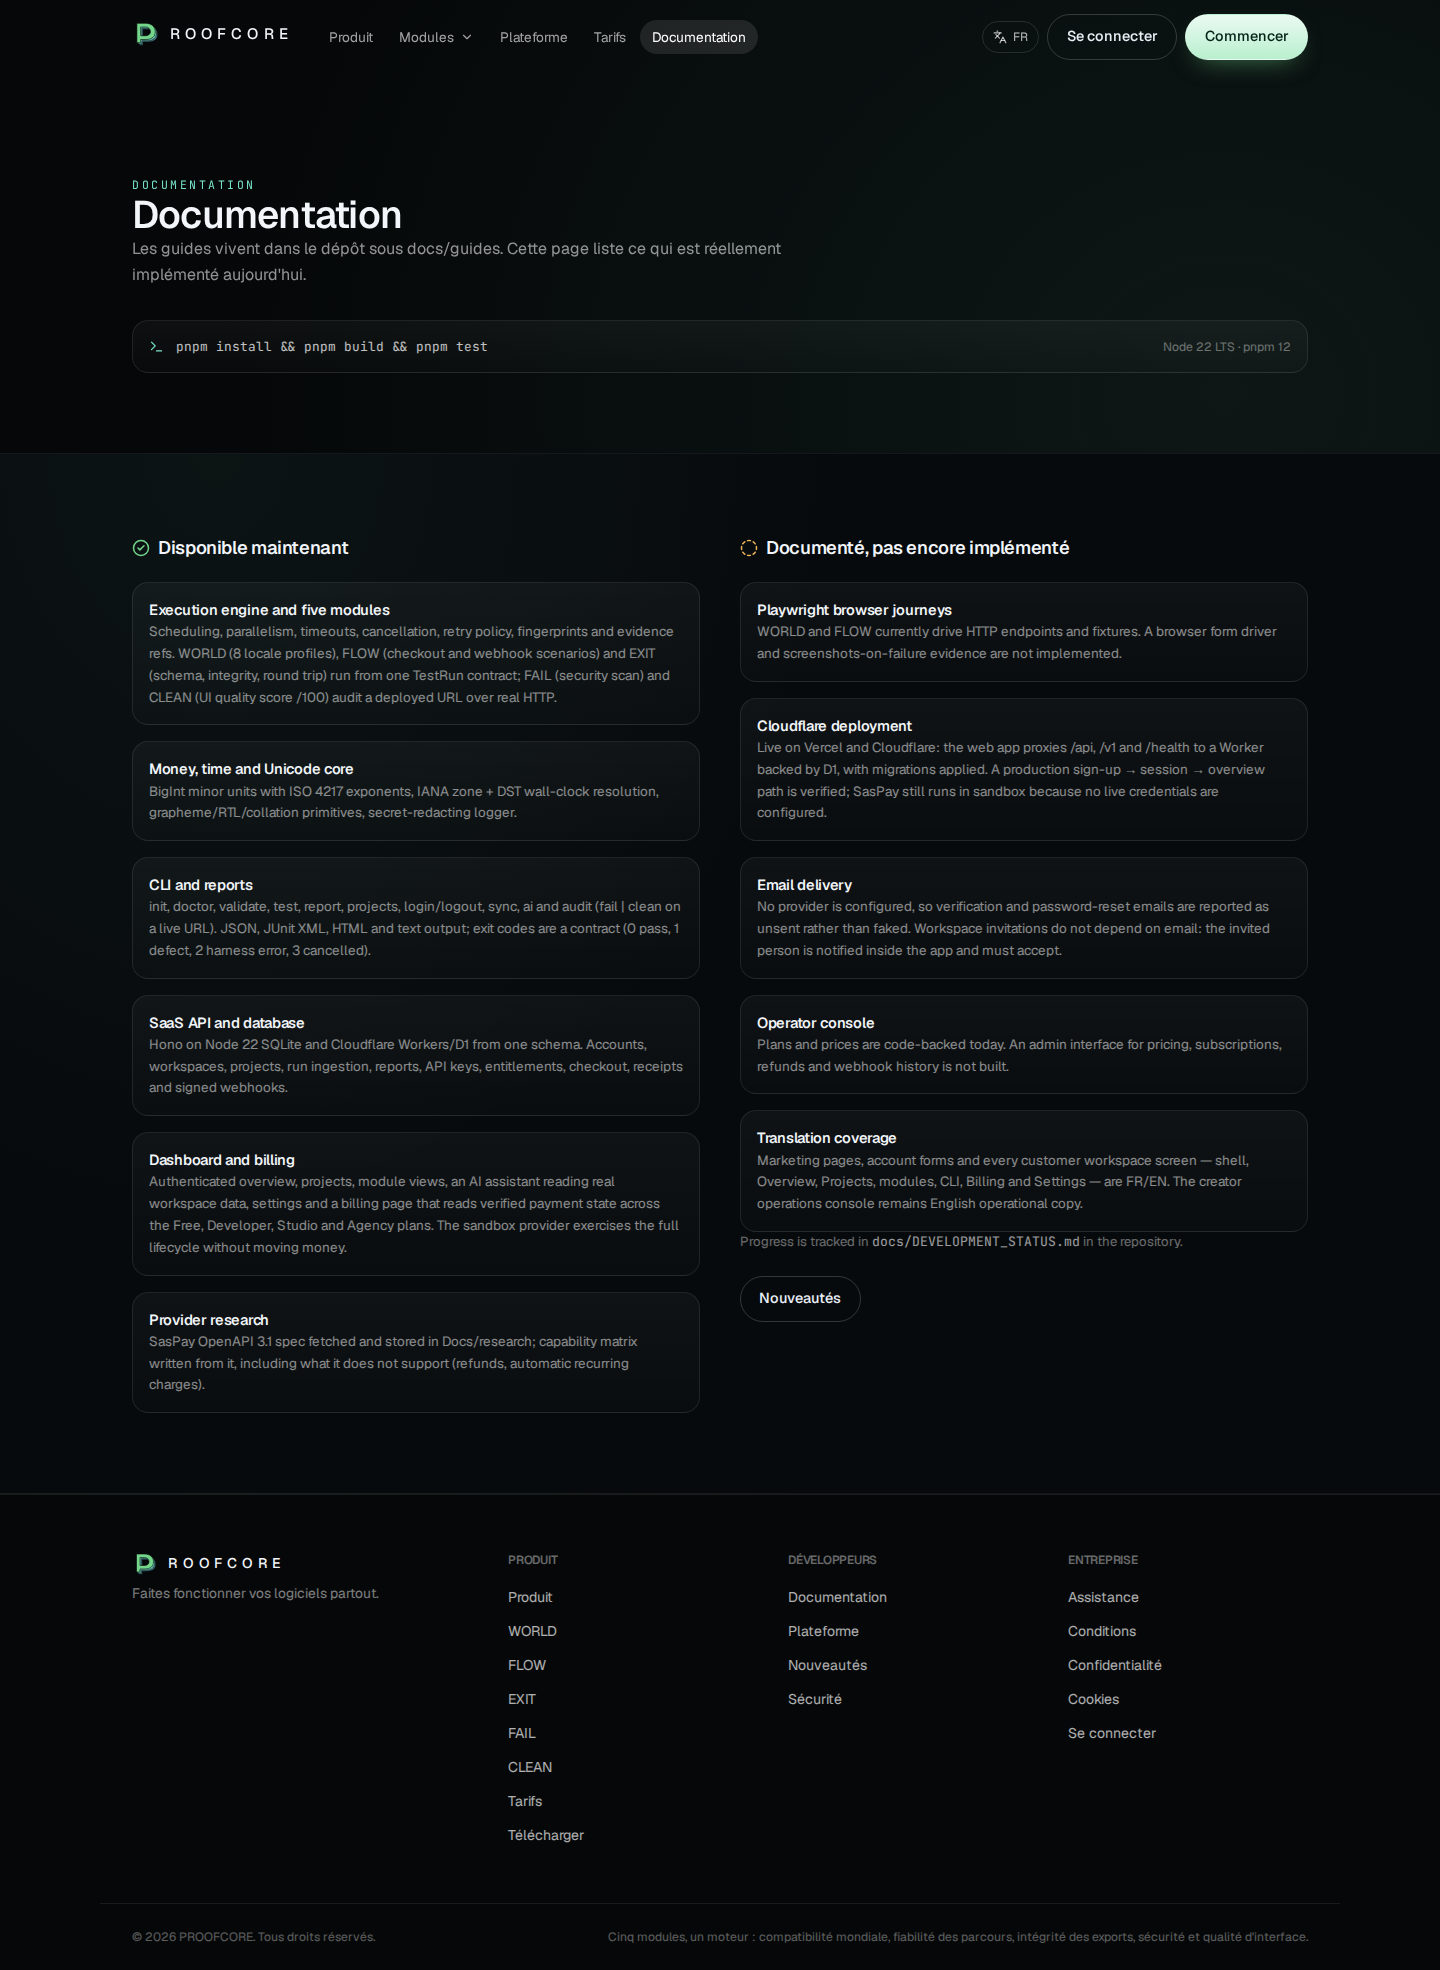 ROOFCORE
Produit
Modules
Plateforme
Tarifs
Documentation
FR
Se connecter
Commencer
DOCUMENTATION
Documentation
Les guides vivent dans le dépôt sous docs/guides. Cette page liste ce qui est réellement
implémenté aujourd'hui.
pnpm install && pnpm build && pnpm test
Node 22 LTS · pnpm 12
Disponible maintenant
Execution engine and five modules
Scheduling, parallelism, timeouts, cancellation, retry policy, fingerprints and evidence
refs. WORLD (8 locale profiles), FLOW (checkout and webhook scenarios) and EXIT
(schema, integrity, round trip) run from one TestRun contract; FAIL (security scan) and
CLEAN (UI quality score /100) audit a deployed URL over real HTTP.
Money, time and Unicode core
BigInt minor units with ISO 4217 exponents, IANA zone + DST wall-clock resolution,
grapheme/RTL/collation primitives, secret-redacting logger.
CLI and reports
init, doctor, validate, test, report, projects, login/logout, sync, ai and audit (fail | clean on
a live URL). JSON, JUnit XML, HTML and text output; exit codes are a contract (0 pass, 1
defect, 2 harness error, 3 cancelled).
SaaS API and database
Hono on Node 22 SQLite and Cloudflare Workers/D1 from one schema. Accounts,
workspaces, projects, run ingestion, reports, API keys, entitlements, checkout, receipts
and signed webhooks.
Dashboard and billing
Authenticated overview, projects, module views, an AI assistant reading real
workspace data, settings and a billing page that reads verified payment state across
the Free, Developer, Studio and Agency plans. The sandbox provider exercises the full
lifecycle without moving money.
Provider research
SasPay OpenAPI 3.1 spec fetched and stored in Docs/research; capability matrix
written from it, including what it does not support (refunds, automatic recurring
charges).
Documenté, pas encore implémenté
Playwright browser journeys
WORLD and FLOW currently drive HTTP endpoints and fixtures. A browser form driver
and screenshots-on-failure evidence are not implemented.
Cloudflare deployment
Live on Vercel and Cloudflare: the web app proxies /api, /v1 and /health to a Worker
backed by D1, with migrations applied. A production sign-up → session → overview
path is verified; SasPay still runs in sandbox because no live credentials are
configured.
Email delivery
No provider is configured, so verification and password-reset emails are reported as
unsent rather than faked. Workspace invitations do not depend on email: the invited
person is notified inside the app and must accept.
Operator console
Plans and prices are code-backed today. An admin interface for pricing, subscriptions,
refunds and webhook history is not built.
Translation coverage
Marketing pages, account forms and every customer workspace screen — shell,
Overview, Projects, modules, CLI, Billing and Settings — are FR/EN. The creator
operations console remains English operational copy.
Progress is tracked in docs/DEVELOPMENT_STATUS.md in the repository.
Nouveautés
ROOFCORE
Faites fonctionner vos logiciels partout.
PRODUIT
Produit
WORLD
FLOW
EXIT
FAIL
CLEAN
Tarifs
Télécharger
DÉVELOPPEURS
Documentation
Plateforme
Nouveautés
Sécurité
ENTREPRISE
Assistance
Conditions
Confidentialité
Cookies
Se connecter
© 2026 PROOFCORE. Tous droits réservés.
Cinq modules, un moteur : compatibilité mondiale, fiabilité des parcours, intégrité des exports, sécurité et qualité d'interface.